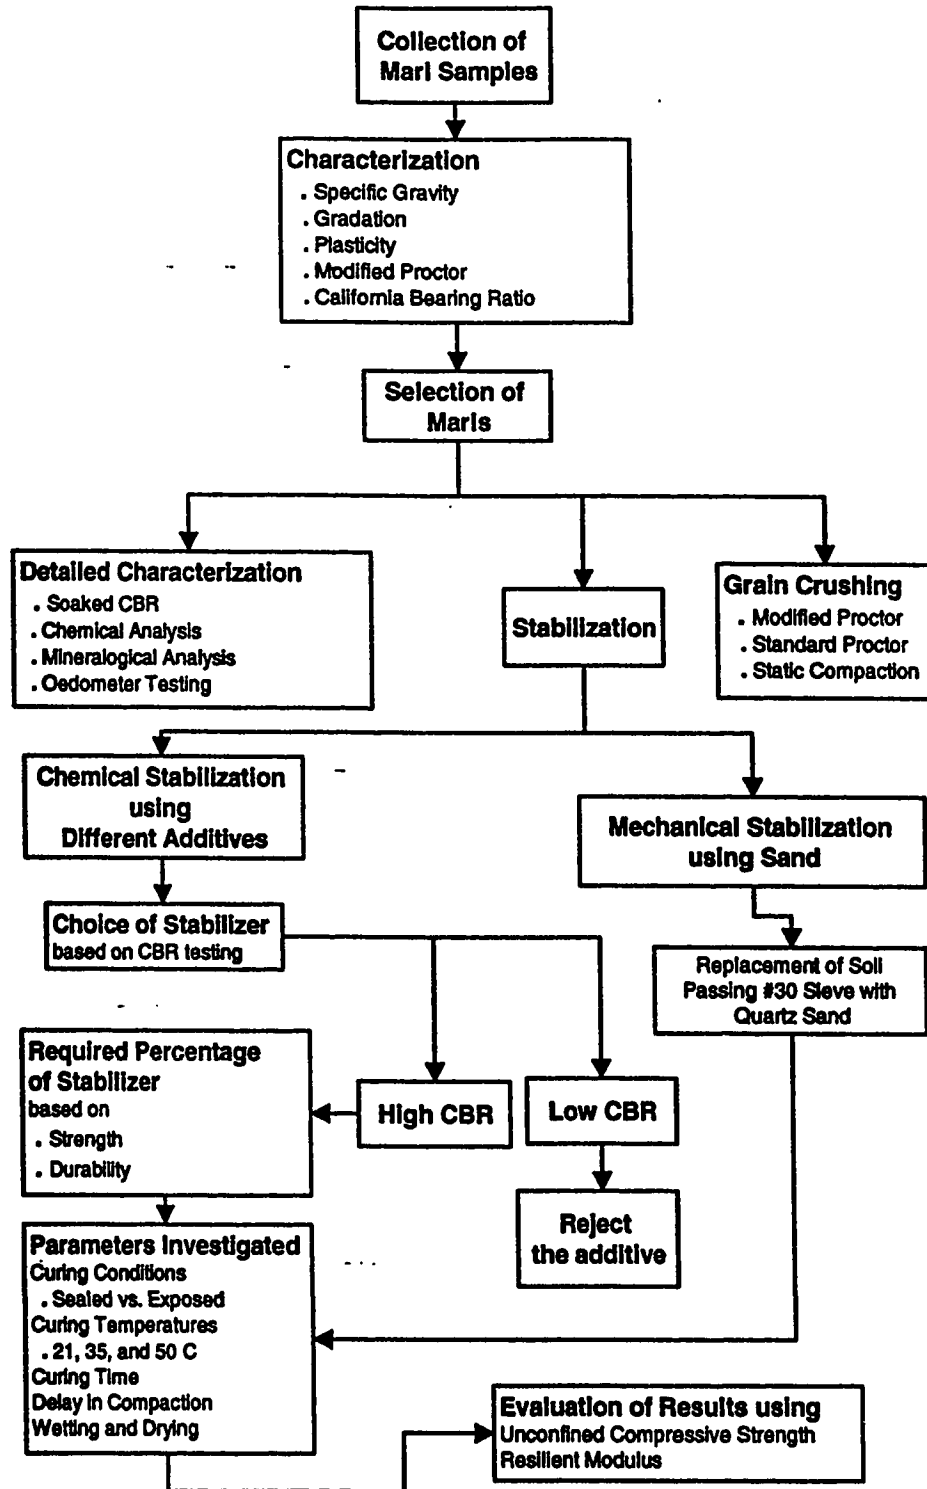 Collection of
Marl Samples
Characterization
. Specific Gravity
. Gradation
. Plasticity
. Modified Proctor
. California Bearing Ratio
Selection of
Marls
Detailed Characterization
. Soaked CBR
. Chemical Analysis
. Mineralogical Analysis
. Oedometer Testing
Stabilization
Grain Crushing
. Modified Proctor
. Standard Proctor
. Static Compaction
Chemical Stabilization
using
Different Additives
Mechanical Stabilization
using Sand
Choice of Stabilizer
based on CBR testing
Replacement of Soil
Passing #30 Sieve with
Quartz Sand
Required Percentage
of Stabilizer
based on
. Strength
. Durability
High CBR
Low CBR
Reject
the additive
Parameters Investigated
Curing Conditions
. Sealed vs. Exposed
Curing Temperatures
. 21, 35, and 50 C
Curing Time
Delay in Compaction
Wetting and Drying
Evaluation of Results using
Unconfined Compressive Strength
Resilient Modulus